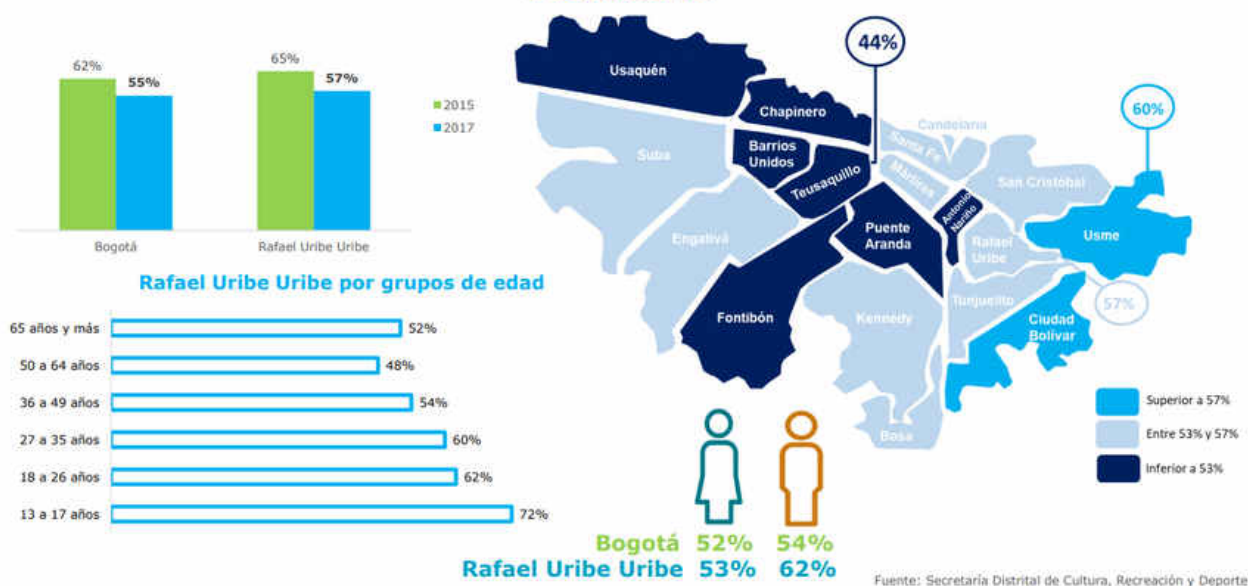 62%
55%
65%
57%
2015
2017
Bogotá
Rafael Uribe Uribe
Rafael Uribe Uribe por grupos de edad
65 años y más
52%
50 a 64 años
48%
36 a 49 años
54%
27 a 35 años
60%
18 a 26 años
62%
13 a 17 años
72%
44%
60%
57%
Usaquén
Chapinero
Suba
Barrios
Unidos
Teusaquillo
Candelaria
Santa Fe
Mártires
San Cristóbal
Antonio
Nariño
Engativá
Puente
Aranda
Rafael
Uribe
Usme
Fontibón
Kennedy
Tunjuelito
Ciudad
Bolívar
Bosa
Superior a 57%
Entre 53% y 57%
Inferior a 53%
Bogotá 52% 54%
Rafael Uribe Uribe 53% 62%
Fuente: Secretaría Distrital de Cultura, Recreación y Deporte